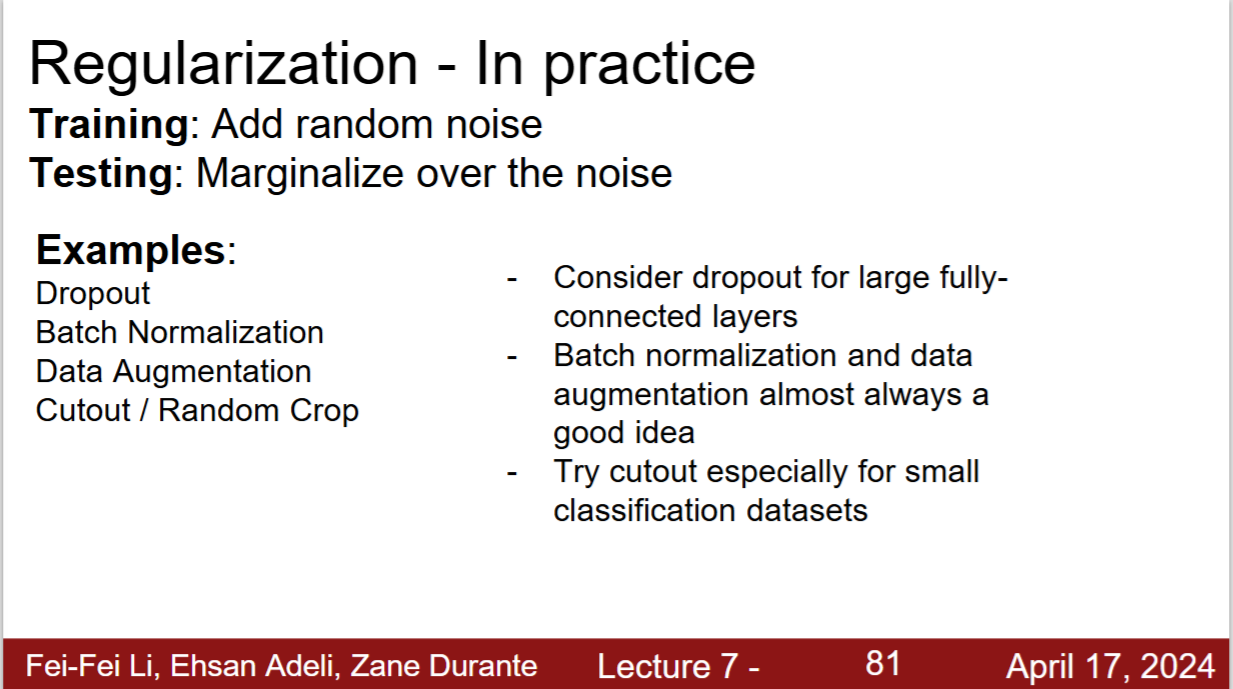 Regularization - In practice
Training: Add random noise
Testing: Marginalize over the noise
Examples:
Dropout
Batch Normalization
Data Augmentation
Cutout / Random Crop
- Consider dropout for large fully-
connected layers
- Batch normalization and data
augmentation almost always a
good idea
- Try cutout especially for small
classification datasets
Fei-Fei Li, Ehsan Adeli, Zane Durante Lecture 7 - 81 April 17, 2024